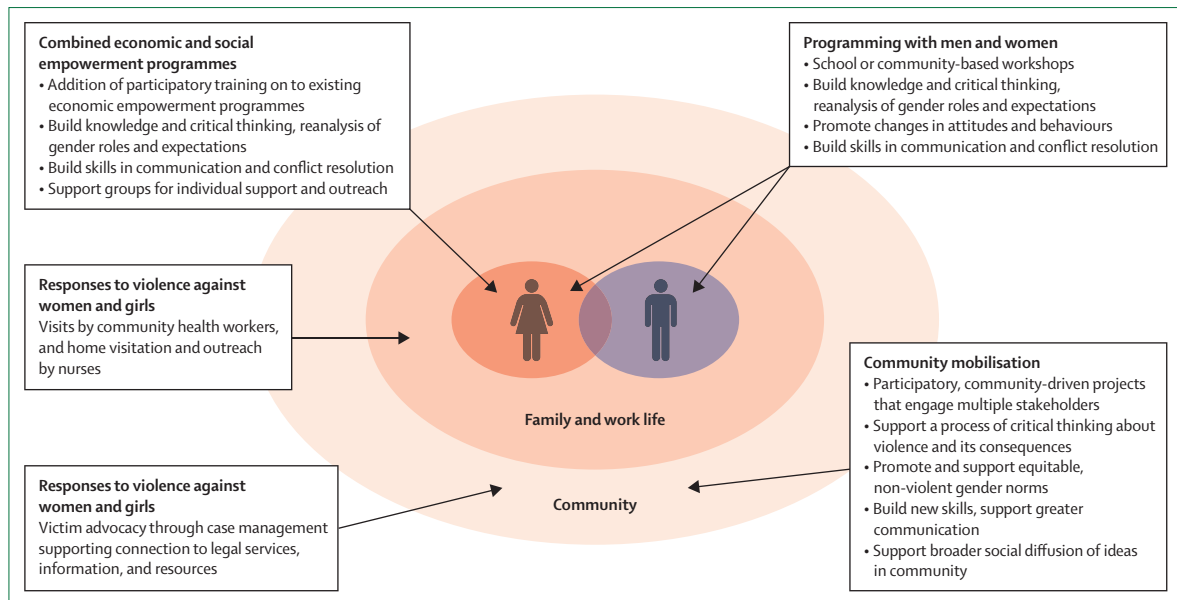 Combined economic and social
empowerment programmes
• Addition of participatory training on to existing
economic empowerment programmes
• Build knowledge and critical thinking, reanalysis of
gender roles and expectations
• Build skills in communication and conflict resolution
• Support groups for individual support and outreach
Programming with men and women
• School or community-based workshops
• Build knowledge and critical thinking,
reanalysis of gender roles and expectations
• Promote changes in attitudes and behaviours
• Build skills in communication and conflict resolution
Responses to violence against
women and girls
Visits by community health workers,
and home visitation and outreach
by nurses
Family and work life
Community mobilisation
• Participatory, community-driven projects
that engage multiple stakeholders
• Support a process of critical thinking about
violence and its consequences
• Promote and support equitable,
non-violent gender norms
• Build new skills, support greater
communication
• Support broader social diffusion of ideas
in community
Responses to violence against
women and girls
Victim advocacy through case management
supporting connection to legal services,
information, and resources
Community